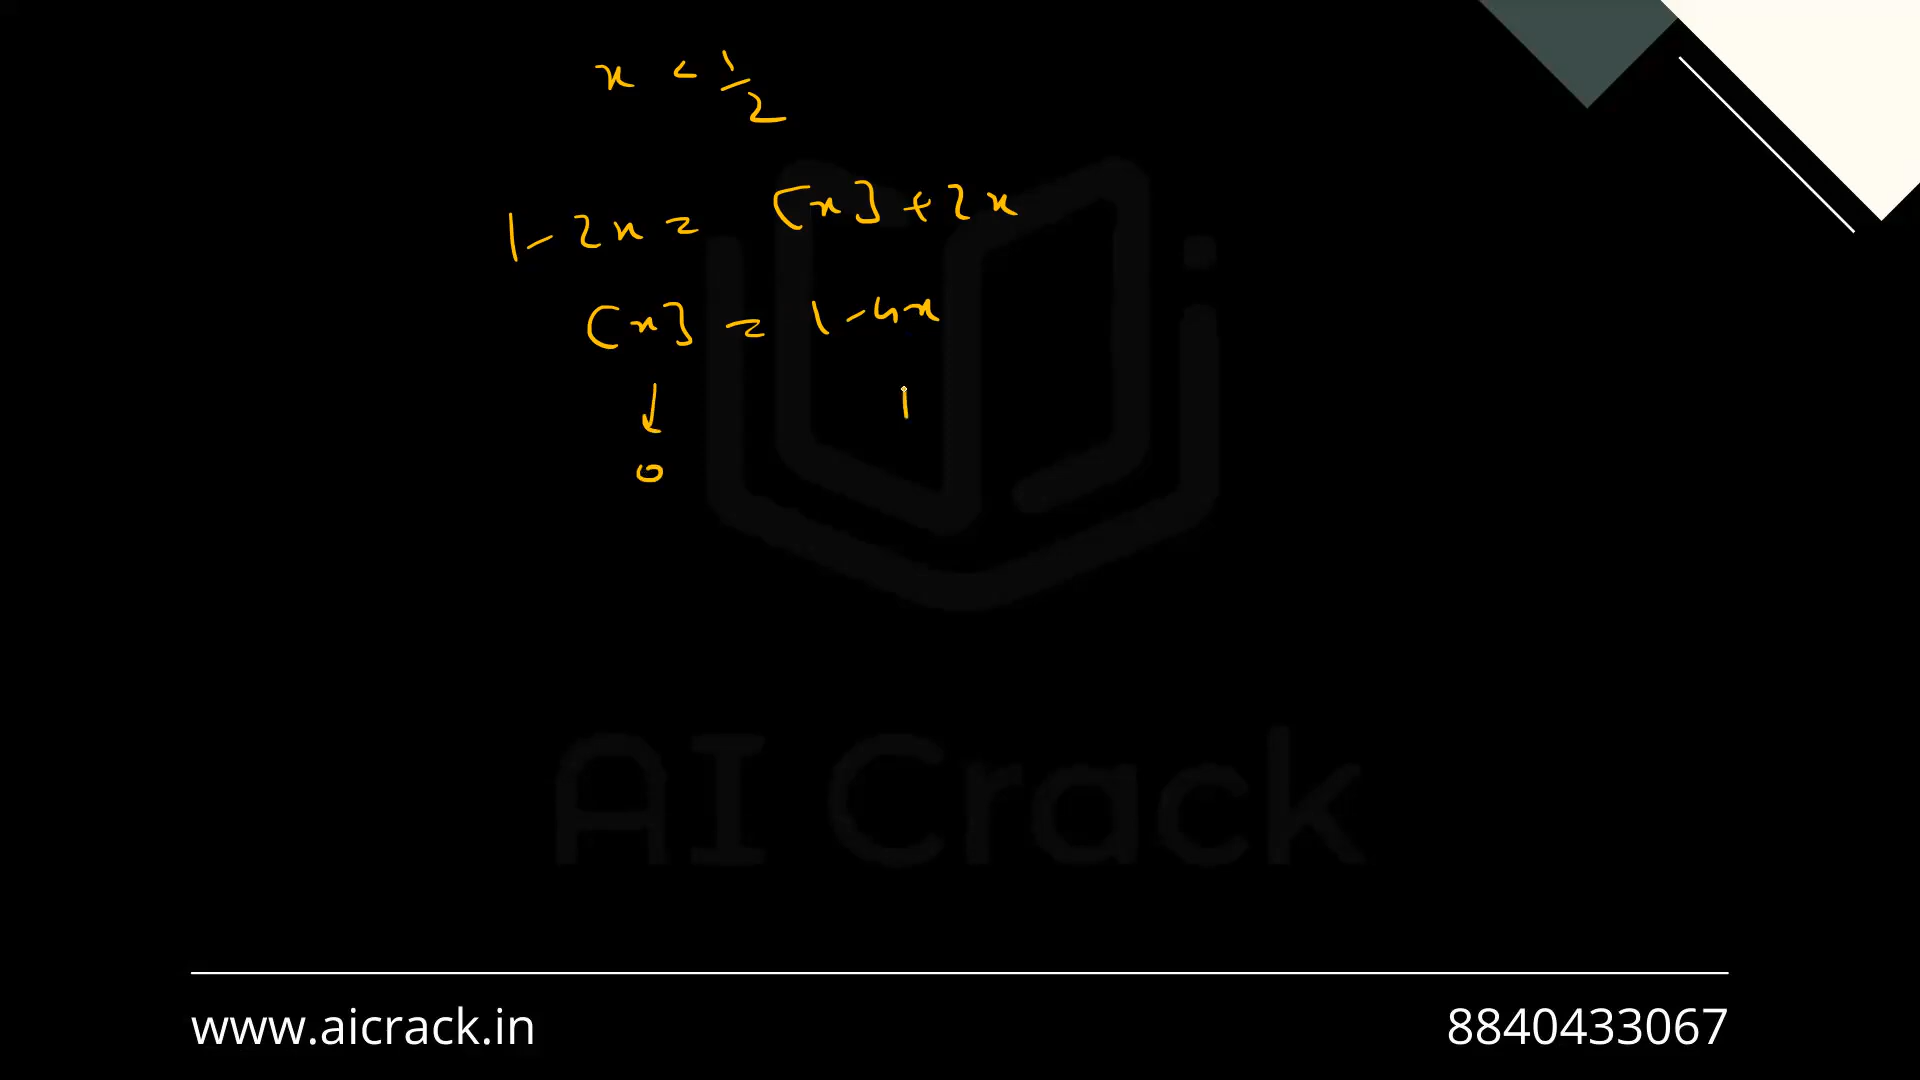 x < 1/2
1 - 2x = [x] + 2x
[x] = 1 - 4x
↓ 1
0
AI Crack
www.aicrack.in 8840433067